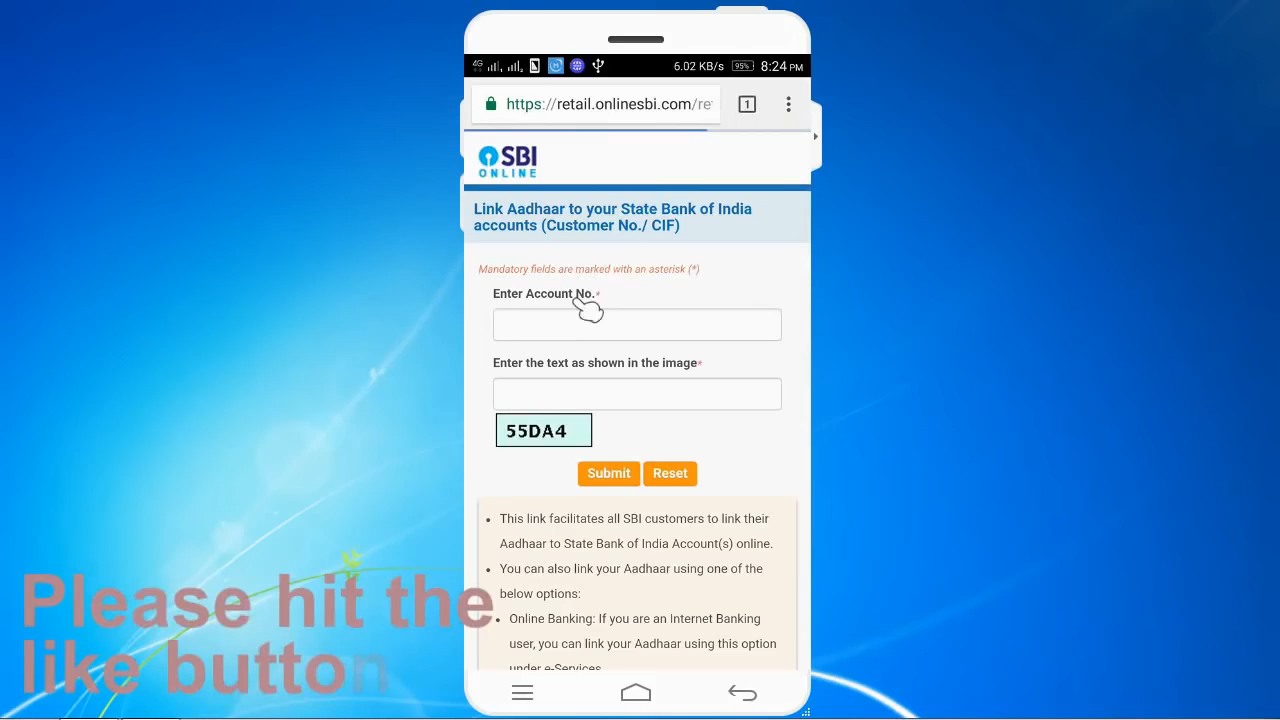 4G
6.02 KB/s 95% 8:24 PM
https://retail.onlinesbi.com/re
1
SBI
ONLINE
Link Aadhaar to your State Bank of India
accounts (Customer No./ CIF)
Mandatory fields are marked with an asterisk (*)
Enter Account No.*
Enter the text as shown in the image*
55DA4
Submit Reset
• This link facilitates all SBI customers to link their
Aadhaar to State Bank of India Account(s) online.
• You can also link your Aadhaar using one of the
below options:
• Online Banking: If you are an Internet Banking
user, you can link your Aadhaar using this option
under e-Services
Please hit the
like button